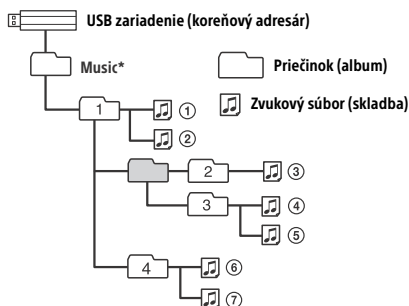 USB zariadenie (koreňový adresár)
Music*
Priečinok (album)
Zvukový súbor (skladba)
1
①
②
2
③
3
④
⑤
4
⑥
⑦